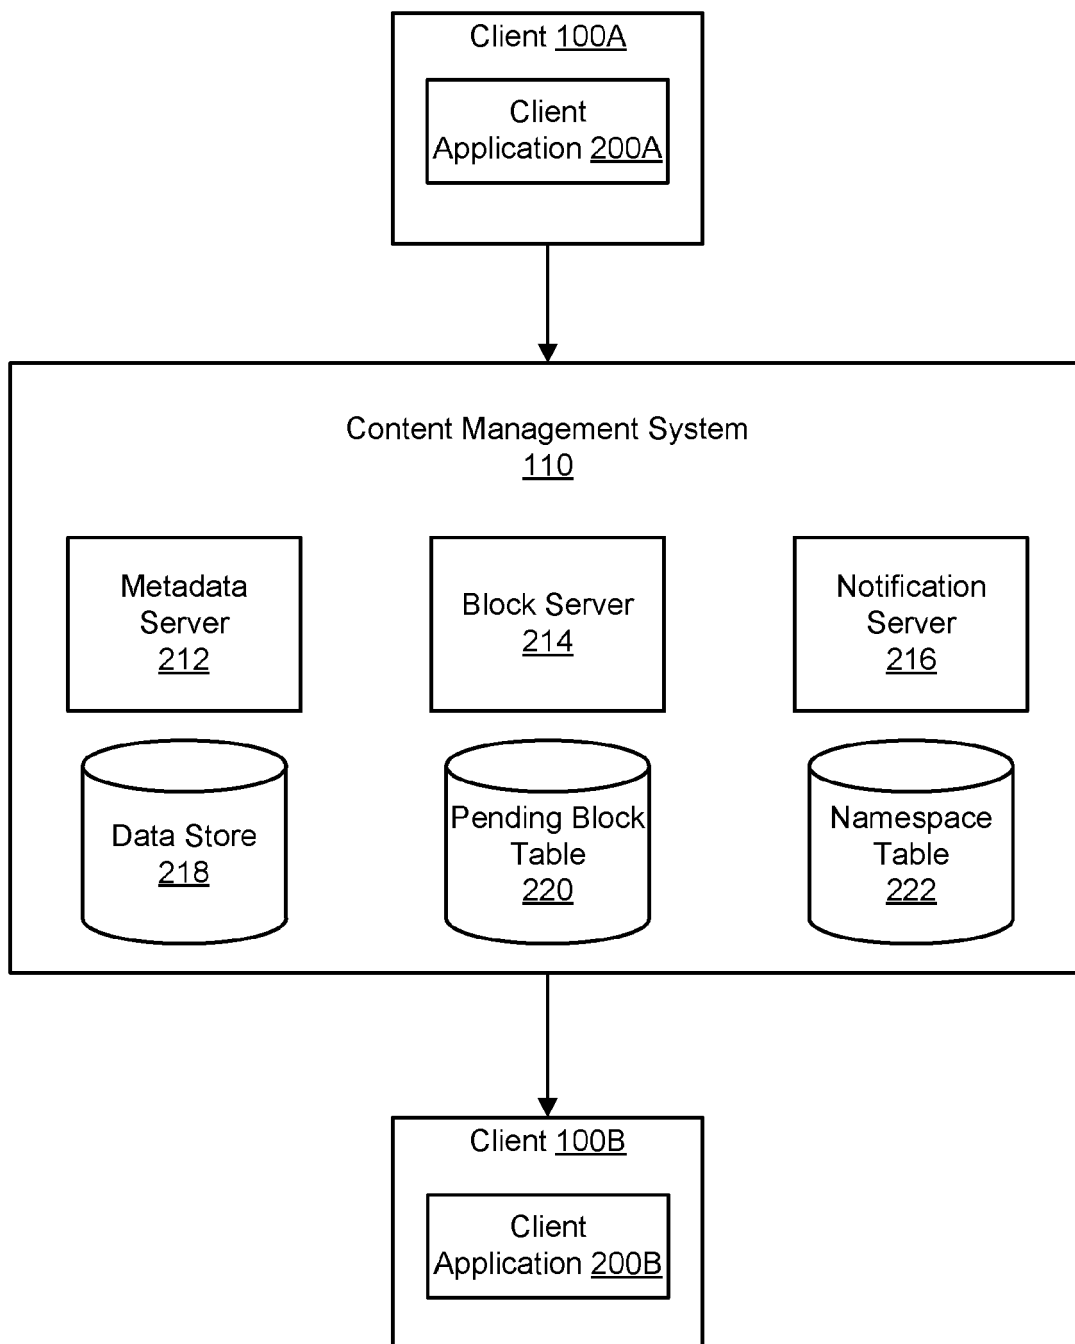 Client 100A
Client
Application 200A
Content Management System
110
Metadata
Server
212
Block Server
214
Notification
Server
216
Data Store
218
Pending Block
Table
220
Namespace
Table
222
Client 100B
Client
Application 200B